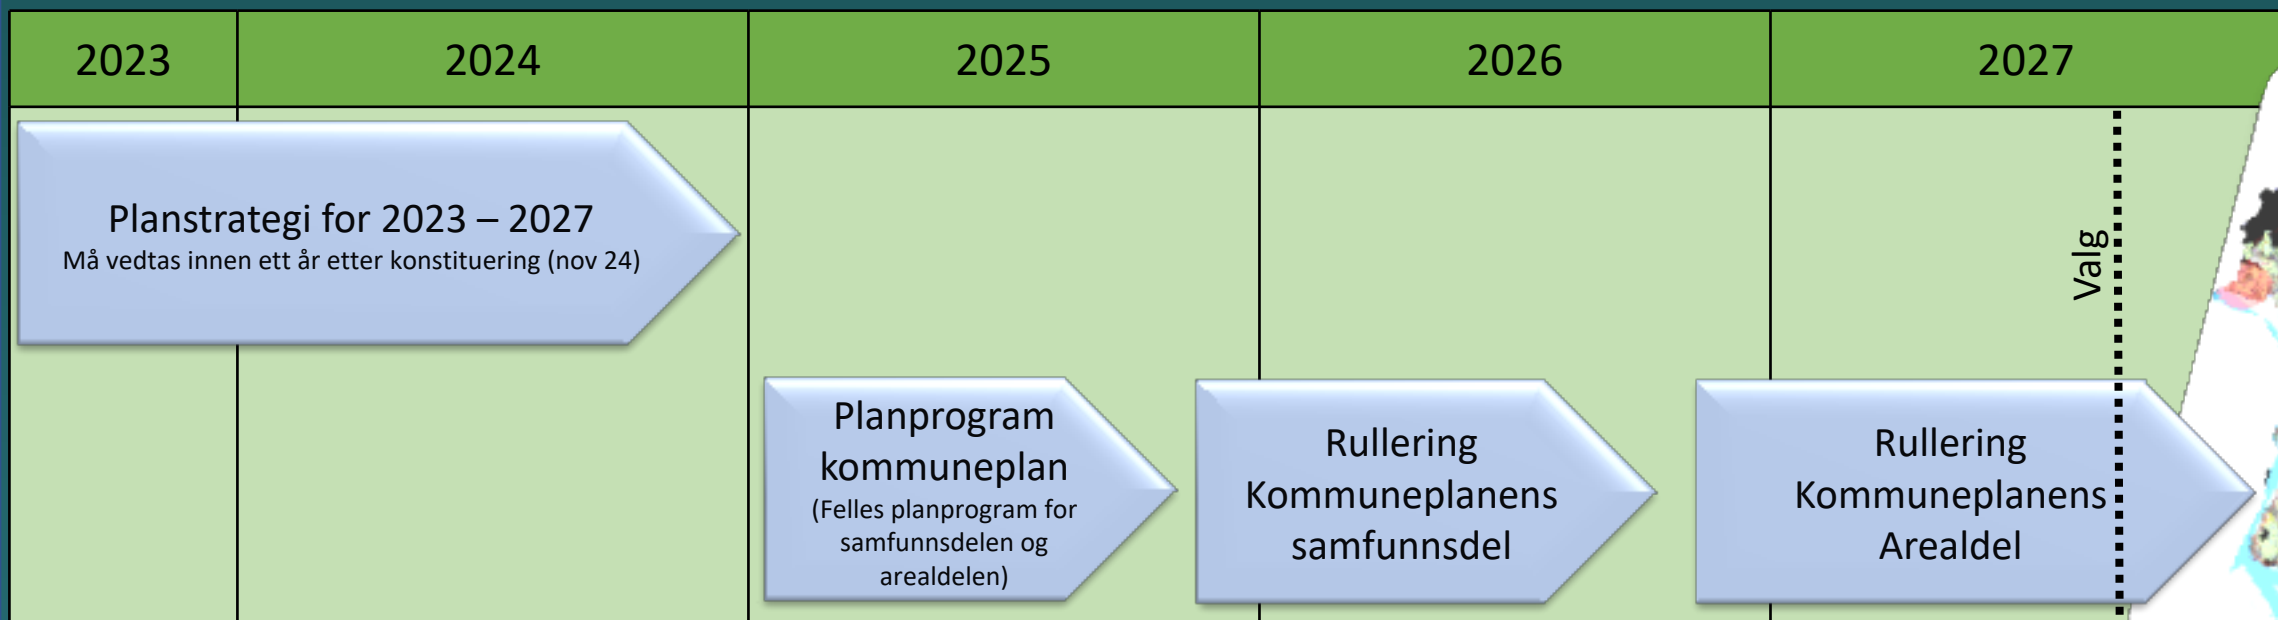 2023
2024
2025
2026
2027
Planstrategi for 2023 – 2027
Må vedtas innen ett år etter konstituering (nov 24)
Valg
Planprogram
kommuneplan
(Felles planprogram for
samfunnsdelen og
arealdelen)
Rullering
Kommuneplanens
samfunnsdel
Rullering
Kommuneplanens
Arealdel